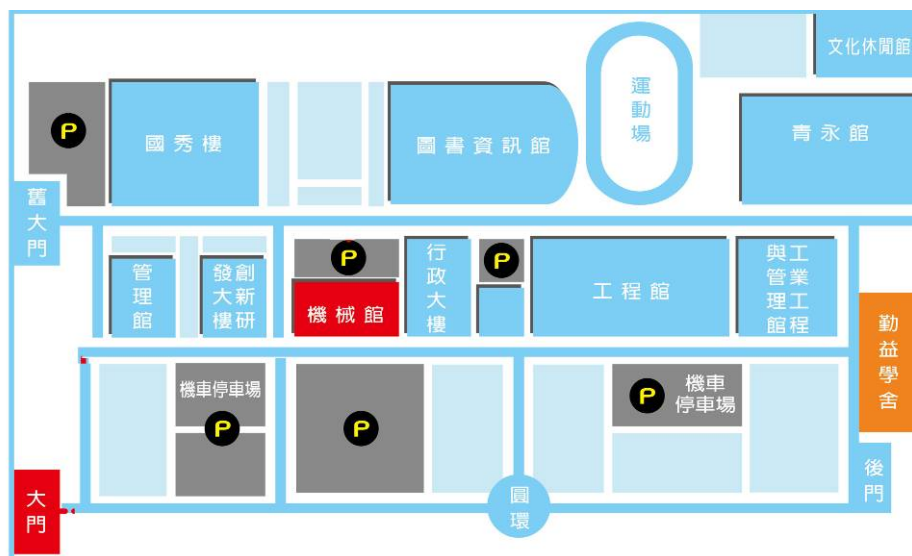 文化休閒館
運動場
P
國秀樓
圖書資訊館
青永館
舊大門
P
P
行政大樓
管理館
創新研
發大樓
機械館
工程館
工業工程
與管理館
勤益學舍
機車停車場
P
P
P
機車
停車場
後門
大門
圓環